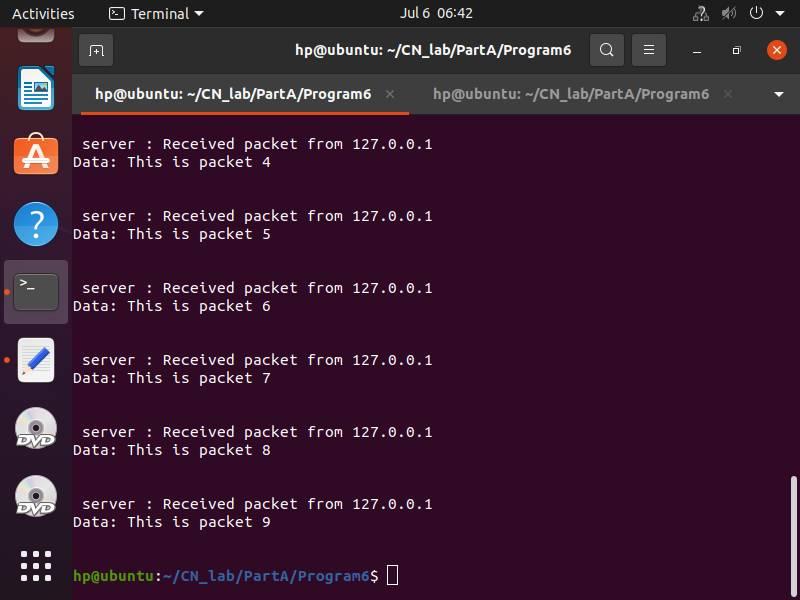 Activities
Terminal
Jul 6 06:42
hp@ubuntu: ~/CN_lab/PartA/Program6
hp@ubuntu: ~/CN_lab/PartA/Program6
hp@ubuntu: ~/CN_lab/PartA/Program6
server : Received packet from 127.0.0.1
Data: This is packet 4
server : Received packet from 127.0.0.1
Data: This is packet 5
server : Received packet from 127.0.0.1
Data: This is packet 6
server : Received packet from 127.0.0.1
Data: This is packet 7
server : Received packet from 127.0.0.1
Data: This is packet 8
server : Received packet from 127.0.0.1
Data: This is packet 9
hp@ubuntu:~/CN_lab/PartA/Program6$
?
>_
DVD
DVD